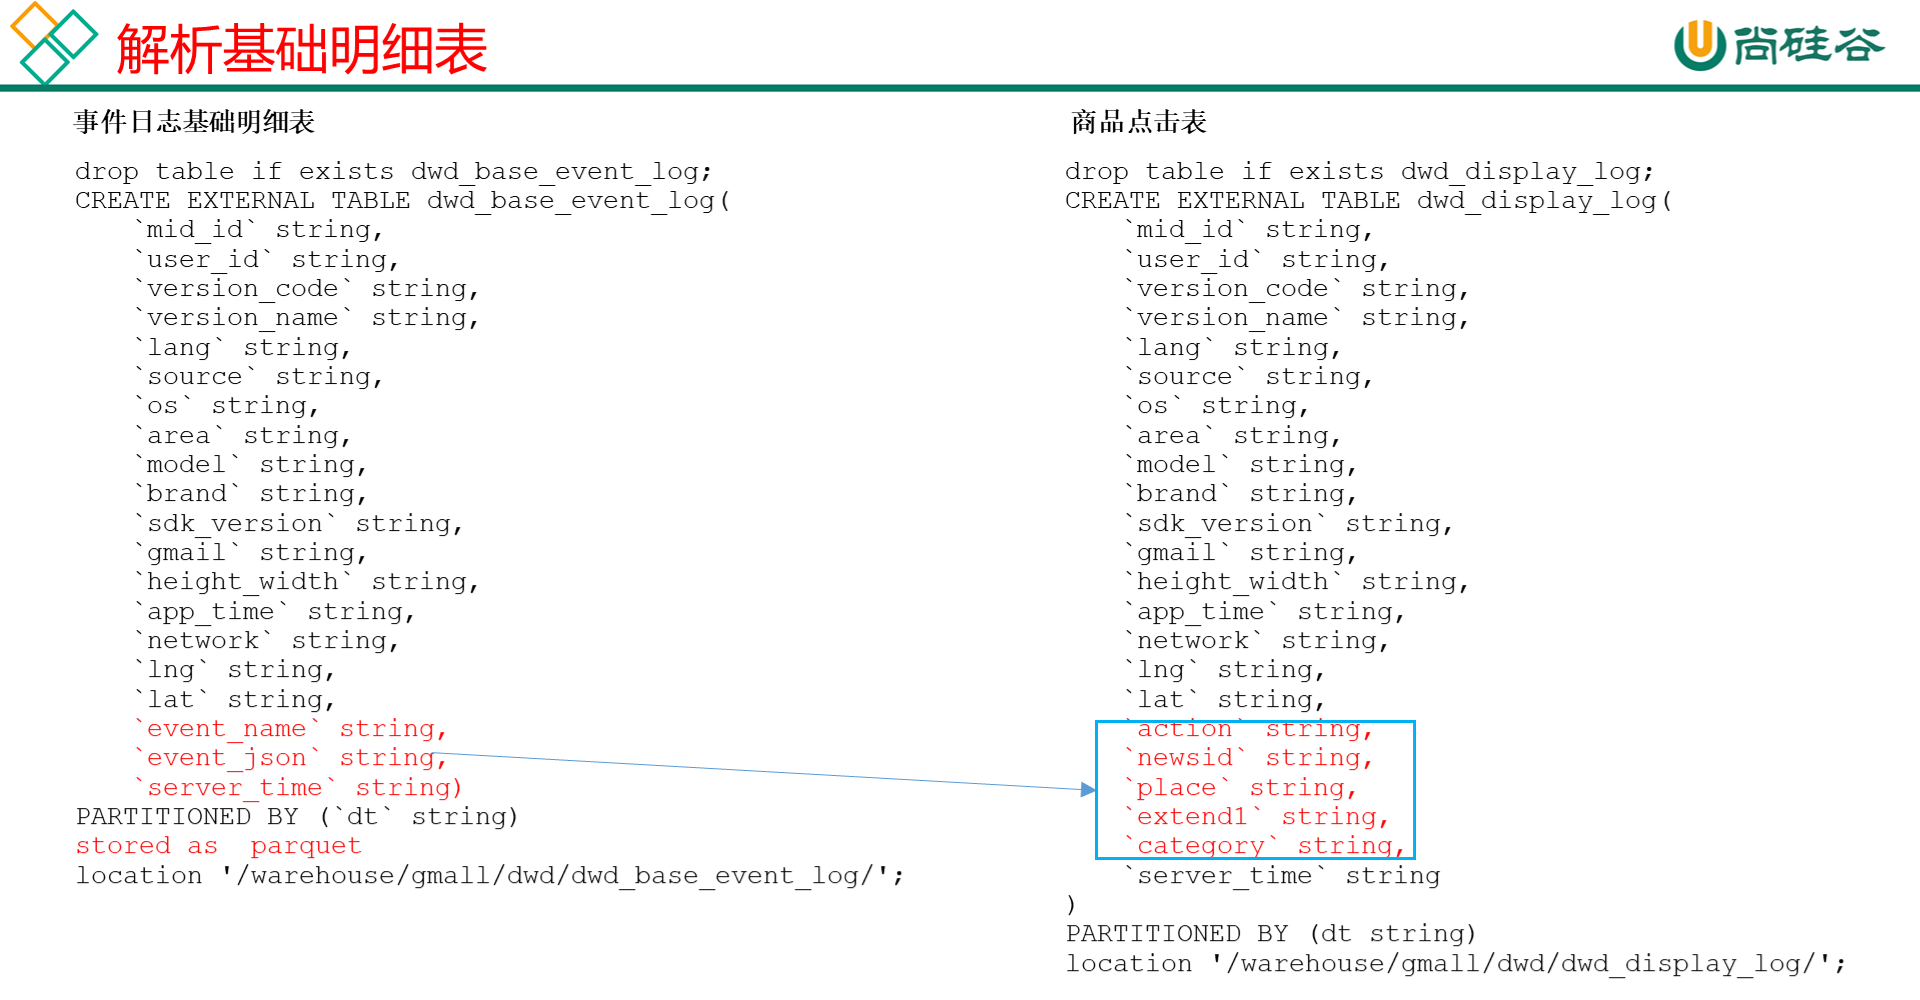 解析基础明细表
尚硅谷
事件日志基础明细表
drop table if exists dwd_base_event_log;
CREATE EXTERNAL TABLE dwd_base_event_log(
`mid_id` string,
`user_id` string,
`version_code` string,
`version_name` string,
`lang` string,
`source` string,
`os` string,
`area` string,
`model` string,
`brand` string,
`sdk_version` string,
`gmail` string,
`height_width` string,
`app_time` string,
`network` string,
`lng` string,
`lat` string,
`event_name` string,
`event_json` string,
`server_time` string)
PARTITIONED BY (`dt` string)
stored as  parquet
location '/warehouse/gmall/dwd/dwd_base_event_log/';
商品点击表
drop table if exists dwd_display_log;
CREATE EXTERNAL TABLE dwd_display_log(
`mid_id` string,
`user_id` string,
`version_code` string,
`version_name` string,
`lang` string,
`source` string,
`os` string,
`area` string,
`model` string,
`brand` string,
`sdk_version` string,
`gmail` string,
`height_width` string,
`app_time` string,
`network` string,
`lng` string,
`lat` string,
`action` string,
`newsid` string,
`place` string,
`extend1` string,
`category` string,
`server_time` string
)
PARTITIONED BY (dt string)
location '/warehouse/gmall/dwd/dwd_display_log/';